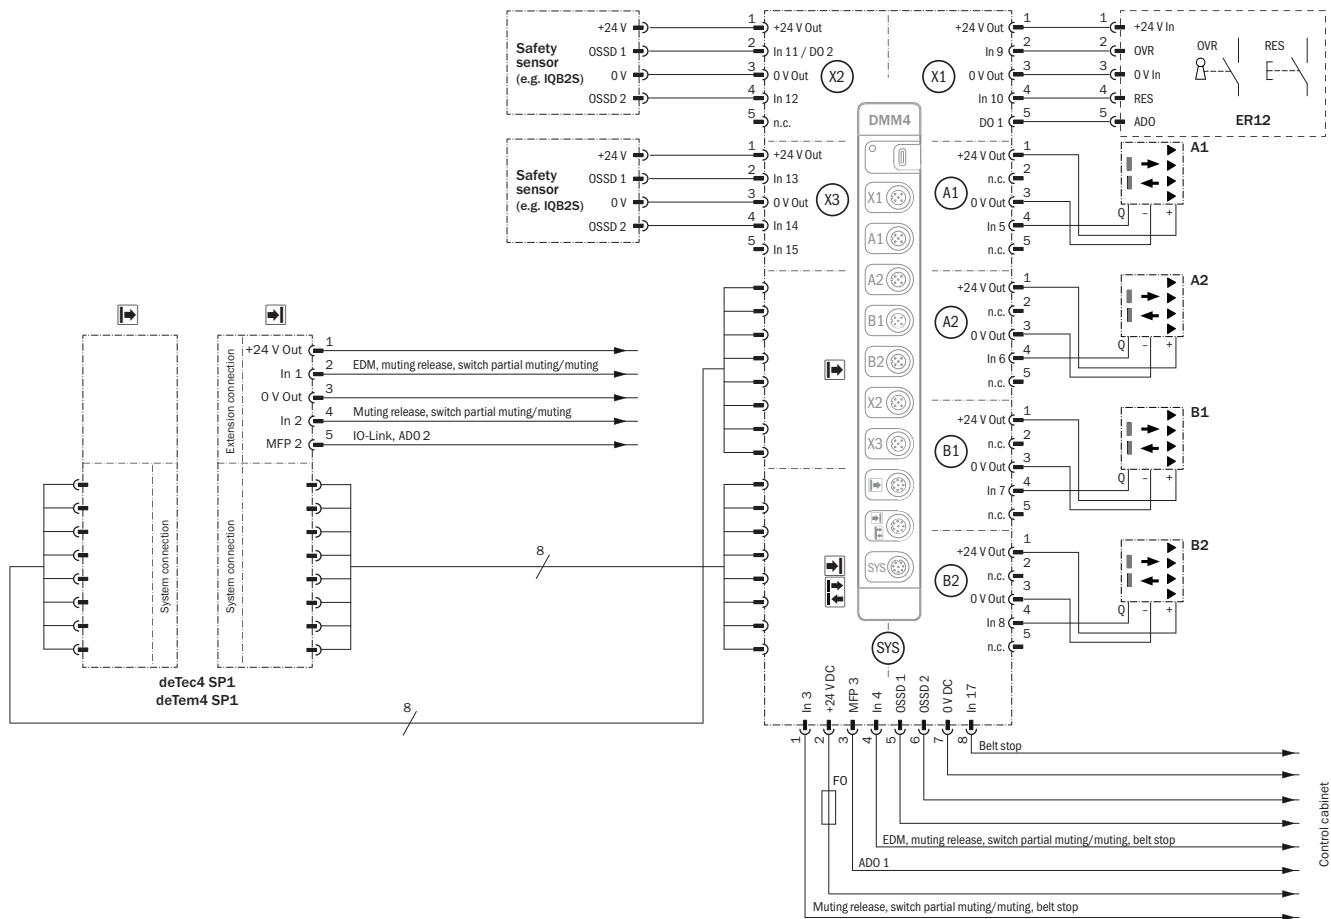 Safety
sensor
(e.g. IQB2S)
+24 V
OSSD 1
0 V
OSSD 2
1
2
3
4
5
+24 V Out
In 11 / DO 2
0 V Out
In 12
n.c.
X2
X1
+24 V Out
In 9
0 V Out
In 10
DO 1
1
2
3
4
5
1
2
3
4
5
+24 V In
OVR
0 V In
RES
ADO
OVR
RES
ER12
Safety
sensor
(e.g. IQB2S)
+24 V
OSSD 1
0 V
OSSD 2
1
2
3
4
5
+24 V Out
In 13
0 V Out
In 14
In 15
X3
DMM4
X1
A1
A2
B1
B2
X2
X3
SYS
SYS
A1
+24 V Out
n.c.
0 V Out
In 5
n.c.
1
2
3
4
5
Q
–
+
A1
A2
+24 V Out
n.c.
0 V Out
In 6
n.c.
1
2
3
4
5
Q
–
+
A2
B1
+24 V Out
n.c.
0 V Out
In 7
n.c.
1
2
3
4
5
Q
–
+
B1
B2
+24 V Out
n.c.
0 V Out
In 8
n.c.
1
2
3
4
5
Q
–
+
B2
Extension connection
+24 V Out
In 1
0 V Out
In 2
MFP 2
1
2
3
4
5
EDM, muting release, switch partial muting/muting
Muting release, switch partial muting/muting
IO-Link, ADO 2
System connection
System connection
deTec4 SP1
deTem4 SP1
8
8
In 3
+24 V DC
MFP 3
In 4
OSSD 1
OSSD 2
0 V DC
In 17
1
2
3
4
5
6
7
8
F0
Belt stop
EDM, muting release, switch partial muting/muting, belt stop
ADO 1
Muting release, switch partial muting/muting, belt stop
Control cabinet